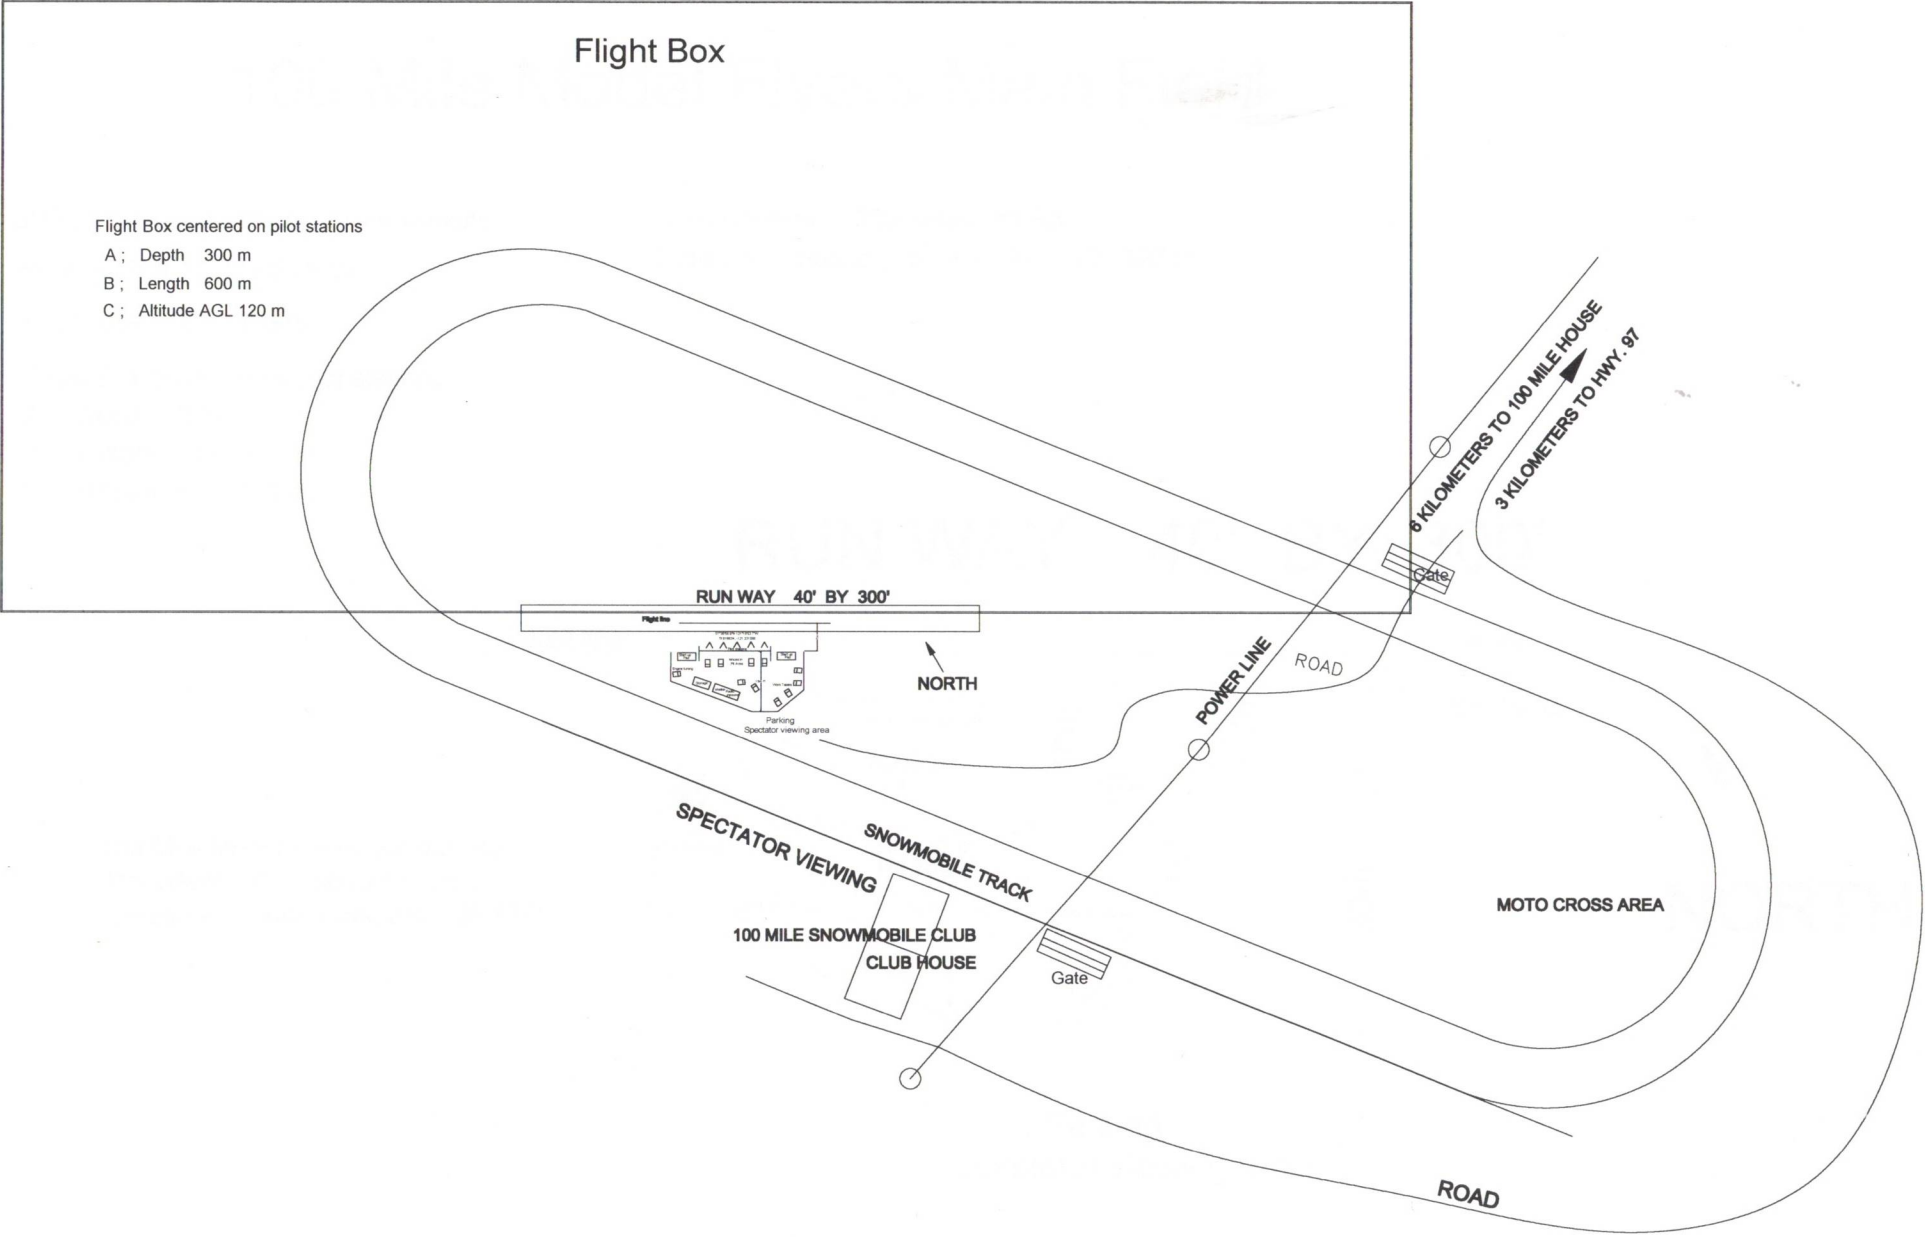 Flight Box
Flight Box centered on pilot stations
A ; Depth 300 m
B ; Length 600 m
C ; Altitude AGL 120 m
6 KILOMETERS TO 100 MILE HOUSE
3 KILOMETERS TO HWY. 97
Gate
RUN WAY 40' BY 300'
Flight line
NORTH
ROAD
POWER LINE
Parking
Spectator viewing area
SPECTATOR VIEWING
SNOWMOBILE TRACK
MOTO CROSS AREA
100 MILE SNOWMOBILE CLUB
CLUB HOUSE
Gate
ROAD